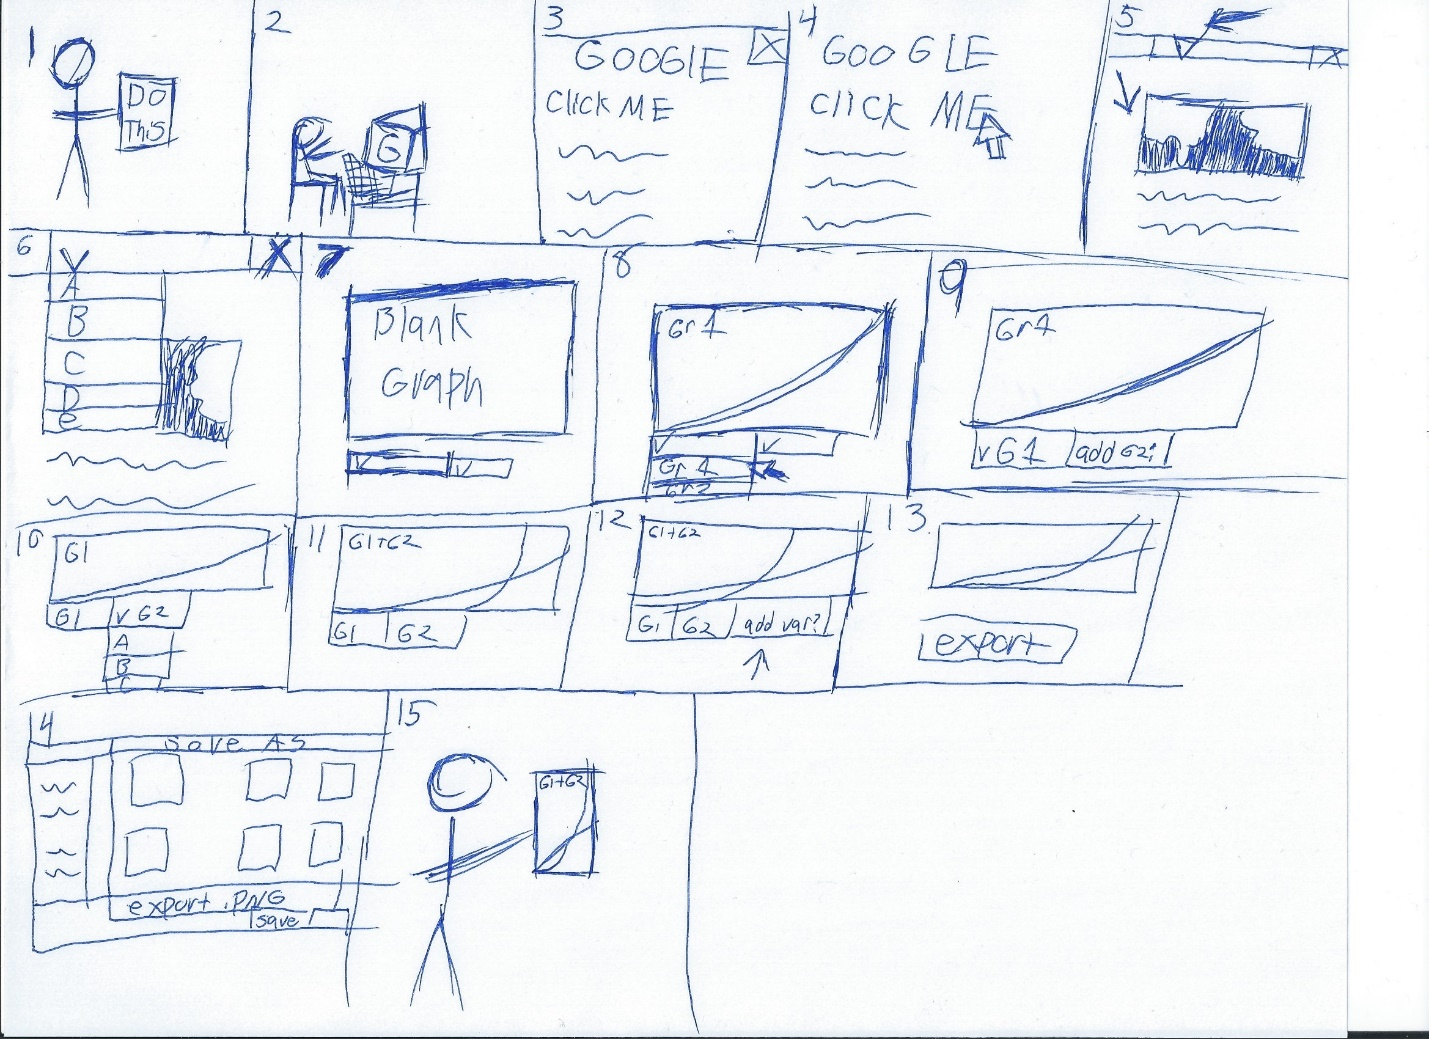 1
DO
This
2
G
3
GOOGlE
X
Click ME
4
GOOGLE
Click ME
5
X
6
X
A
B
C
D
e
7
Blank
Graph
8
Gr1
Gr1
Gr2
9
Gr1
v G1
add G2?
10
G1
G1
v G2
A
B
C
11
G1+G2
G1
G2
12
G1+G2
G1
G2
add var?
13
export
14
save AS
export.PNG
save
15
G1+G2